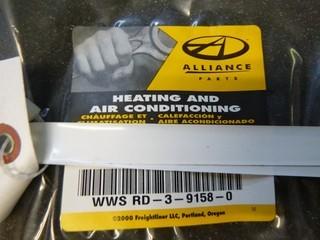 ALLIANCE
PARTS
HEATING AND
AIR CONDITIONING
CHAUFFAGE ET · CALEFACCIÓN y
CLIMATISATION · AIRE ACONDICIONADO
WWS RD-3-9158-0
©2000 Freightliner LLC, Portland, Oregon